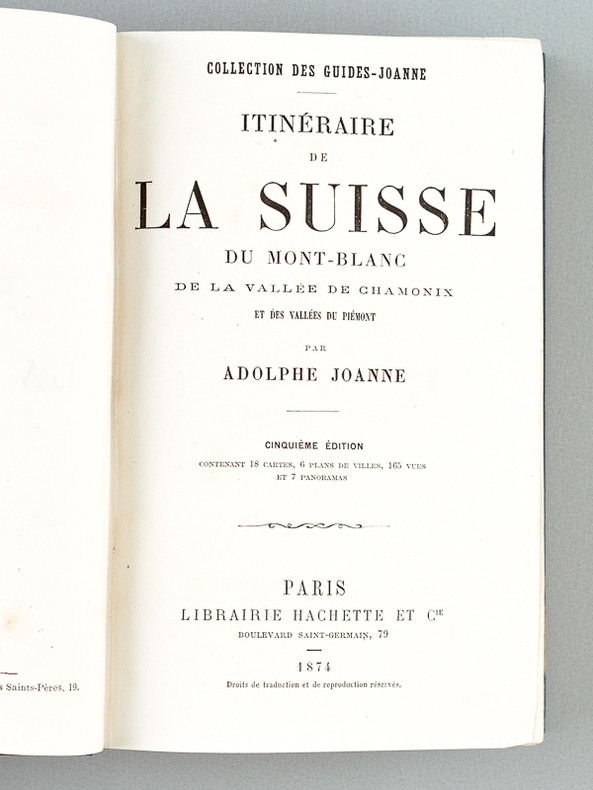 COLLECTION DES GUIDES-JOANNE
ITINÉRAIRE
DE
LA SUISSE
DU MONT-BLANC
DE LA VALLÉE DE CHAMONIX
ET DES VALLÉES DU PIÉMONT
PAR
ADOLPHE JOANNE
CINQUIÈME ÉDITION
CONTENANT 18 CARTES, 6 PLANS DE VILLES, 165 VUES
ET 7 PANORAMAS
PARIS
LIBRAIRIE HACHETTE ET CIE
BOULEVARD SAINT-GERMAIN, 79
1874
Droits de traduction et de reproduction réservés.
s Saints-Pères, 19.